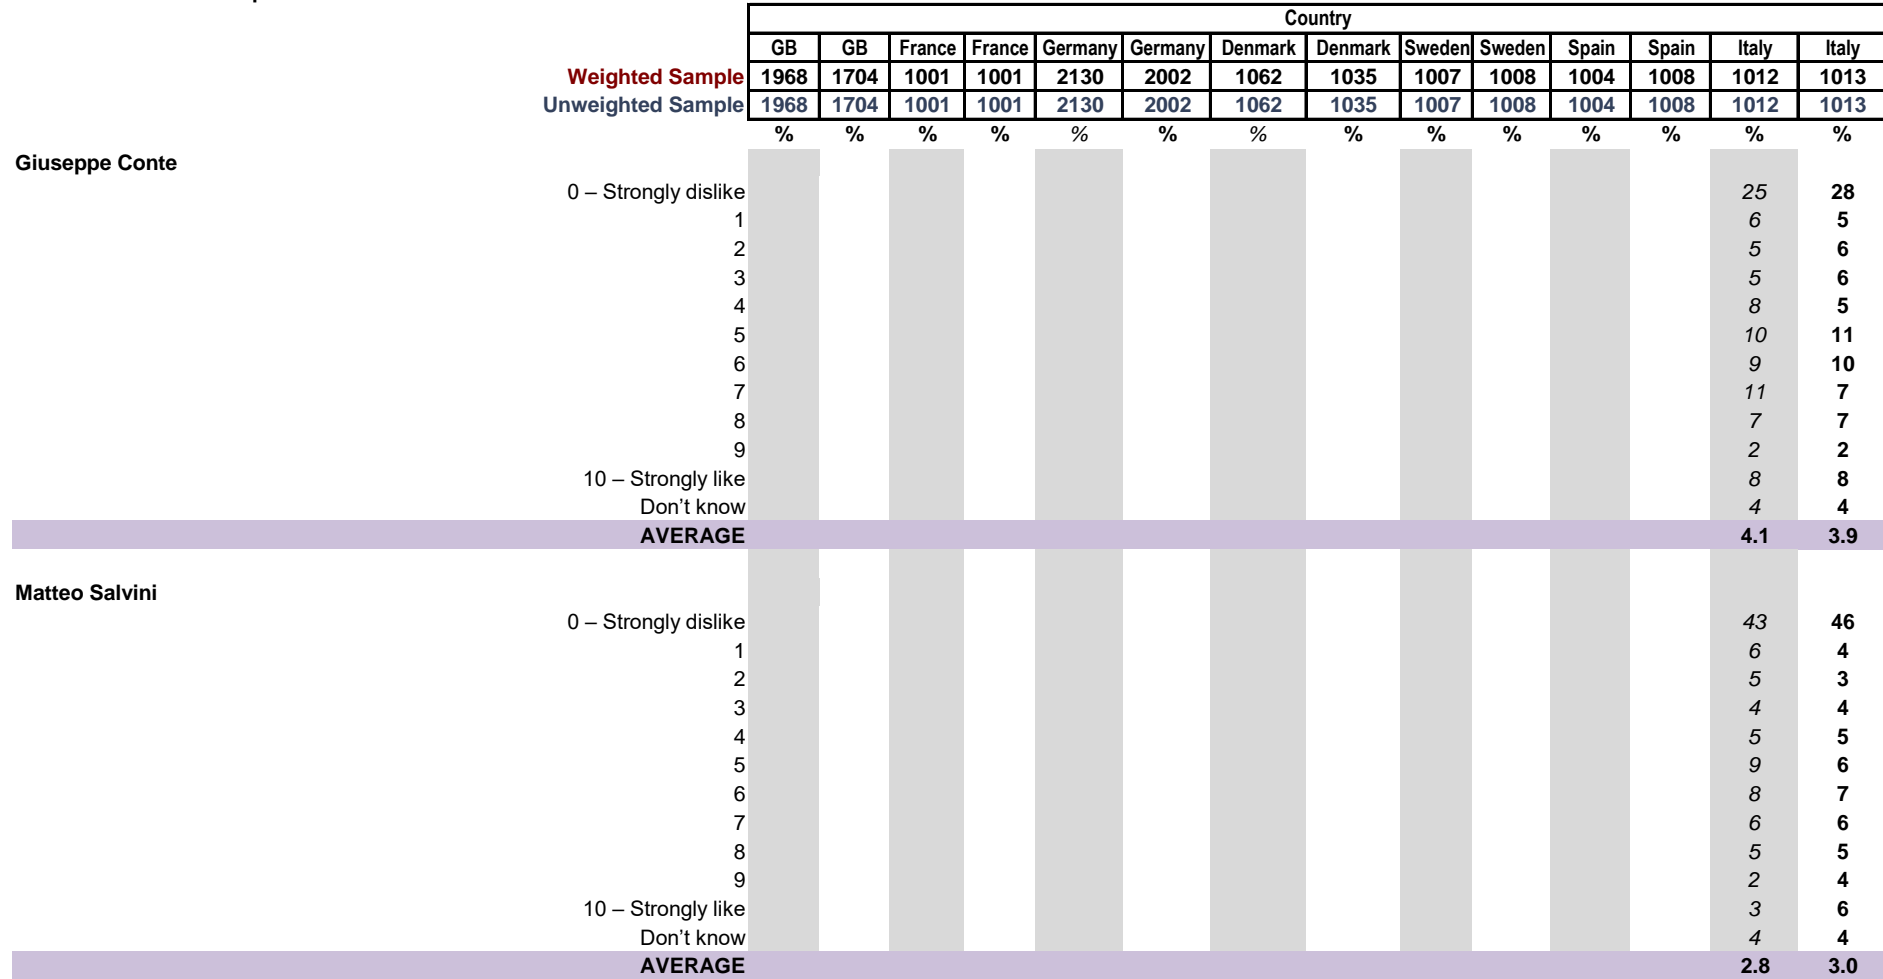 Country
GB GB France France Germany Germany Denmark Denmark Sweden Sweden Spain Spain Italy Italy
Weighted Sample 1968 1704 1001 1001 2130 2002 1062 1035 1007 1008 1004 1008 1012 1013
Unweighted Sample 1968 1704 1001 1001 2130 2002 1062 1035 1007 1008 1004 1008 1012 1013
% % % % % % % % % % % % % %
Giuseppe Conte
0 – Strongly dislike 25 28
1 6 5
2 5 6
3 5 6
4 8 5
5 10 11
6 9 10
7 11 7
8 7 7
9 2 2
10 – Strongly like 8 8
Don’t know 4 4
AVERAGE 4.1 3.9
Matteo Salvini
0 – Strongly dislike 43 46
1 6 4
2 5 3
3 4 4
4 5 5
5 9 6
6 8 7
7 6 6
8 5 5
9 2 4
10 – Strongly like 3 6
Don’t know 4 4
AVERAGE 2.8 3.0